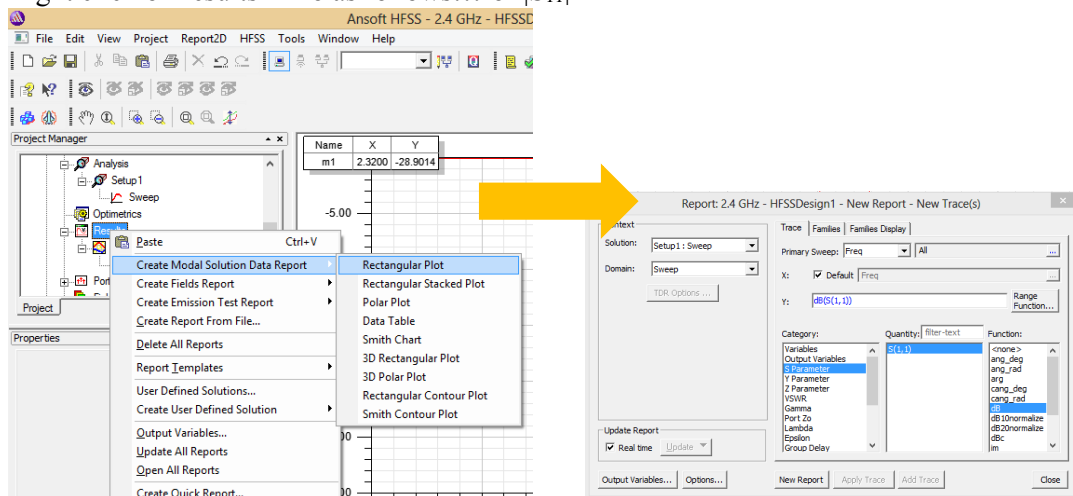 Ansoft HFSS - 2.4 GHz - HFSSD
File Edit View Project Report2D HFSS Tools Window Help
Project Manager
Analysis
Setup1
Sweep
Optimetrics
Results
Port
Project
Properties
Name X Y
m1 2.3200 -28.9014
-5.00
Paste Ctrl+V
Create Modal Solution Data Report
Create Fields Report
Create Emission Test Report
Create Report From File...
Delete All Reports
Report Templates
User Defined Solutions...
Create User Defined Solution
Output Variables...
Update All Reports
Open All Reports
Create Quick Report...
Rectangular Plot
Rectangular Stacked Plot
Polar Plot
Data Table
Smith Chart
3D Rectangular Plot
3D Polar Plot
Rectangular Contour Plot
Smith Contour Plot
Report: 2.4 GHz - HFSSDesign1 - New Report - New Trace(s)
Context
Solution: Setup1 : Sweep
Domain: Sweep
TDR Options ...
Update Report
Real time Update
Output Variables... Options...
Trace Families Families Display
Primary Sweep: Freq All ...
X: Default Freq ...
Y: dB(S(1,1)) Range Function...
Category: Quantity: filter-text Function:
Variables
Output Variables
S Parameter
Y Parameter
Z Parameter
VSWR
Gamma
Port Zo
Lambda
Epsilon
Group Delay
S(1,1)
<none>
ang_deg
ang_rad
arg
cang_deg
cang_rad
dB
dB10normalize
dB20normalize
dBc
im
New Report Apply Trace Add Trace Close